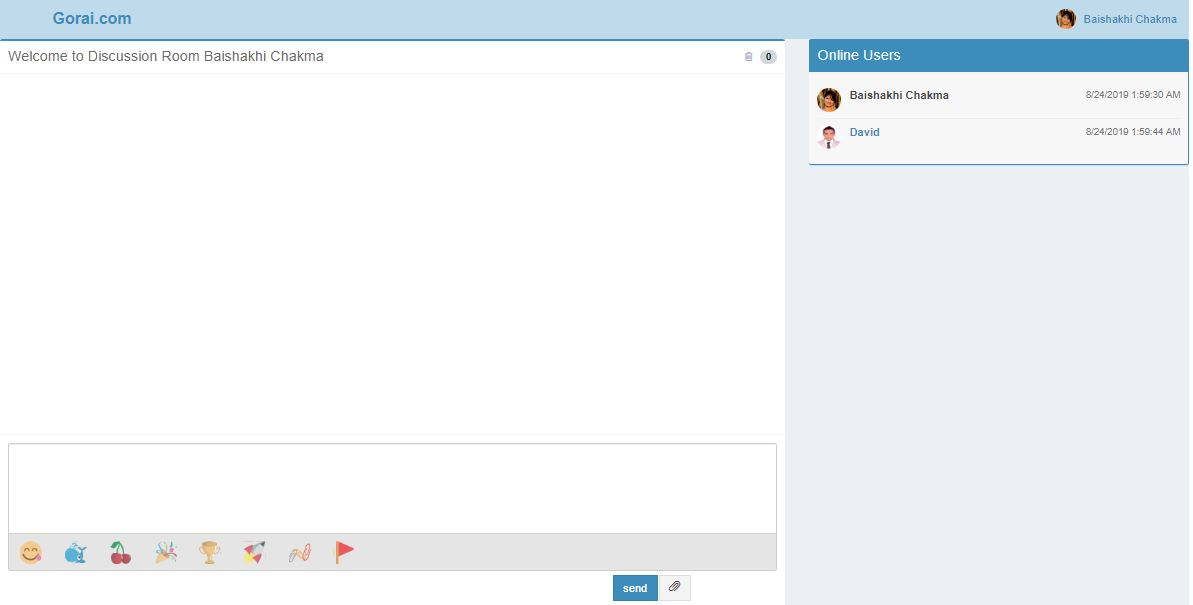 Gorai.com
Baishakhi Chakma
Welcome to Discussion Room Baishakhi Chakma
0
Online Users
Baishakhi Chakma 8/24/2019 1:59:30 AM
David 8/24/2019 1:59:44 AM
send